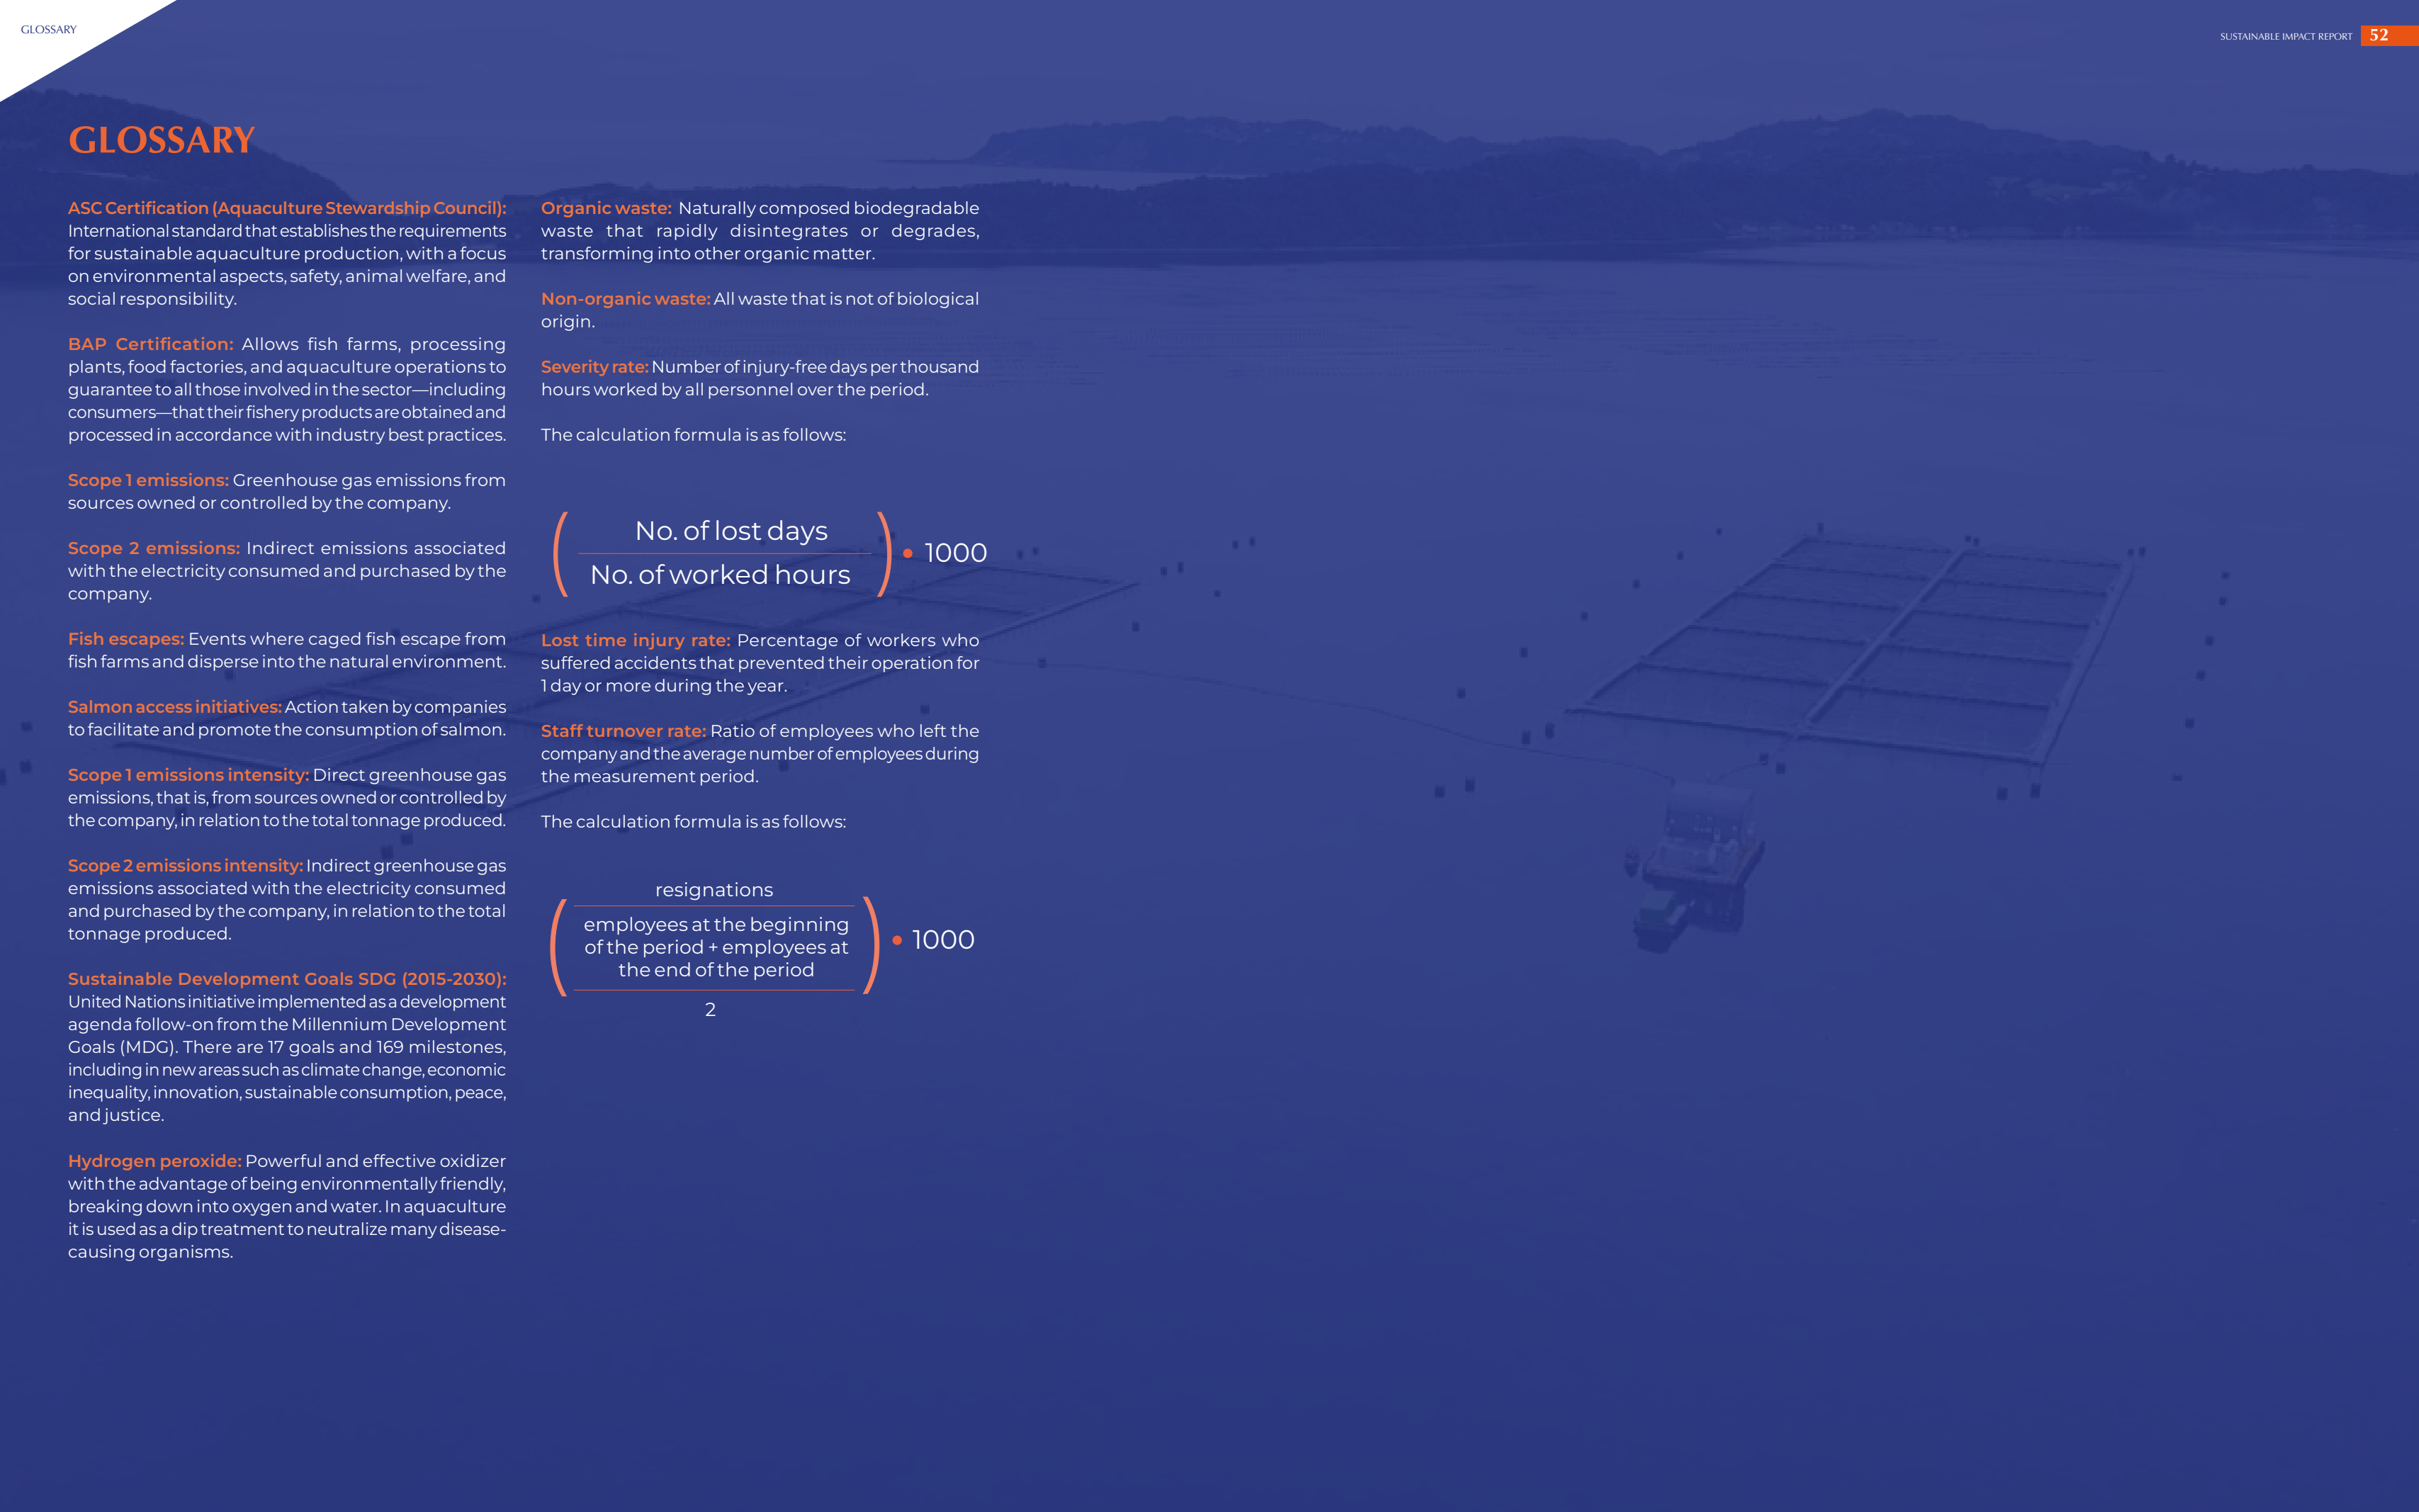 GLOSSARY
SUSTAINABLE IMPACT REPORT 52
GLOSSARY
ASC Certification (Aquaculture Stewardship Council):
International standard that establishes the requirements
for sustainable aquaculture production, with a focus
on environmental aspects, safety, animal welfare, and
social responsibility.
BAP Certification: Allows fish farms, processing
plants, food factories, and aquaculture operations to
guarantee to all those involved in the sector—including
consumers—that their fishery products are obtained and
processed in accordance with industry best practices.
Scope 1 emissions: Greenhouse gas emissions from
sources owned or controlled by the company.
Scope 2 emissions: Indirect emissions associated
with the electricity consumed and purchased by the
company.
Fish escapes: Events where caged fish escape from
fish farms and disperse into the natural environment.
Salmon access initiatives: Action taken by companies
to facilitate and promote the consumption of salmon.
Scope 1 emissions intensity: Direct greenhouse gas
emissions, that is, from sources owned or controlled by
the company, in relation to the total tonnage produced.
Scope 2 emissions intensity: Indirect greenhouse gas
emissions associated with the electricity consumed
and purchased by the company, in relation to the total
tonnage produced.
Sustainable Development Goals SDG (2015-2030):
United Nations initiative implemented as a development
agenda follow-on from the Millennium Development
Goals (MDG). There are 17 goals and 169 milestones,
including in new areas such as climate change, economic
inequality, innovation, sustainable consumption, peace,
and justice.
Hydrogen peroxide: Powerful and effective oxidizer
with the advantage of being environmentally friendly,
breaking down into oxygen and water. In aquaculture
it is used as a dip treatment to neutralize many disease-
causing organisms.
Organic waste: Naturally composed biodegradable
waste that rapidly disintegrates or degrades,
transforming into other organic matter.
Non-organic waste: All waste that is not of biological
origin.
Severity rate: Number of injury-free days per thousand
hours worked by all personnel over the period.
The calculation formula is as follows:
( No. of lost days
No. of worked hours ) • 1000
Lost time injury rate: Percentage of workers who
suffered accidents that prevented their operation for
1 day or more during the year.
Staff turnover rate: Ratio of employees who left the
company and the average number of employees during
the measurement period.
The calculation formula is as follows:
resignations
( employees at the beginning
of the period + employees at
the end of the period ) • 1000
2